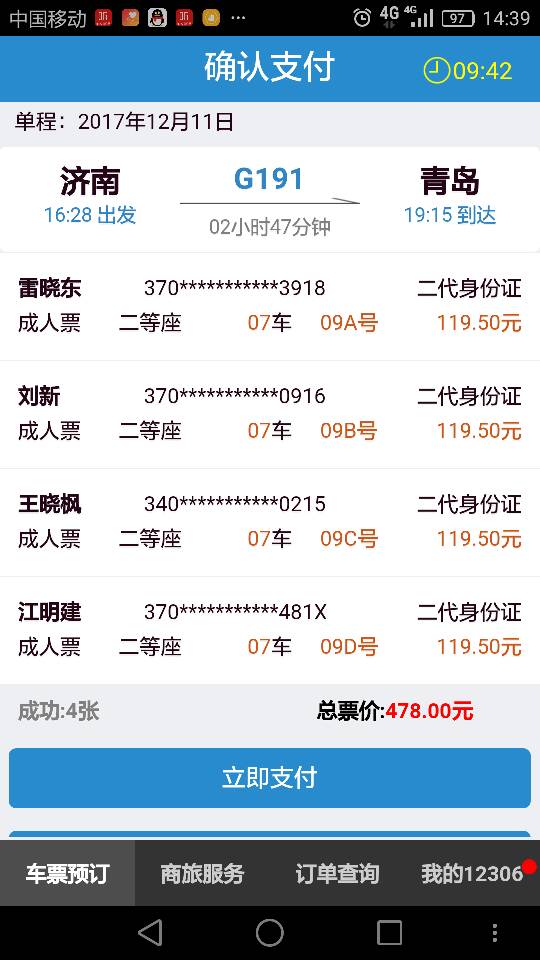 中国移动 4G 4G 97 14:39
确认支付 09:42
单程：2017年12月11日
济南 G191 青岛
16:28 出发 02小时47分钟 19:15 到达
雷晓东 370***********3918 二代身份证
成人票 二等座 07车 09A号 119.50元
刘新 370***********0916 二代身份证
成人票 二等座 07车 09B号 119.50元
王晓枫 340***********0215 二代身份证
成人票 二等座 07车 09C号 119.50元
江明建 370***********481X 二代身份证
成人票 二等座 07车 09D号 119.50元
成功:4张 总票价:478.00元
立即支付
车票预订 商旅服务 订单查询 我的12306